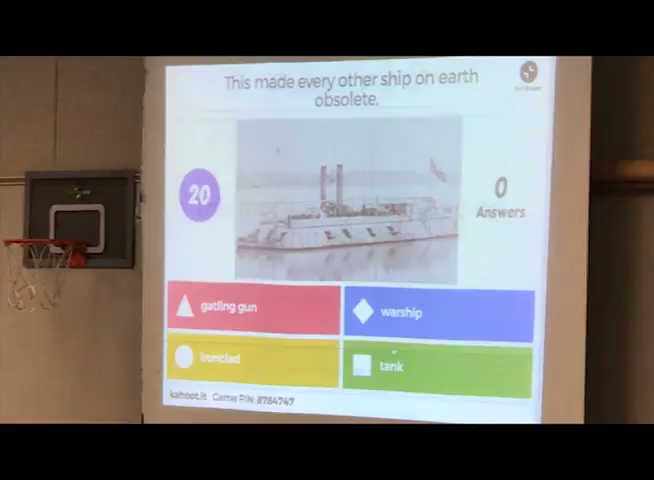 This made every other ship on earth
obsolete.
20
0
Answers
gatling gun
warship
ironclad
tank
kahoot.it Game PIN: 8784747